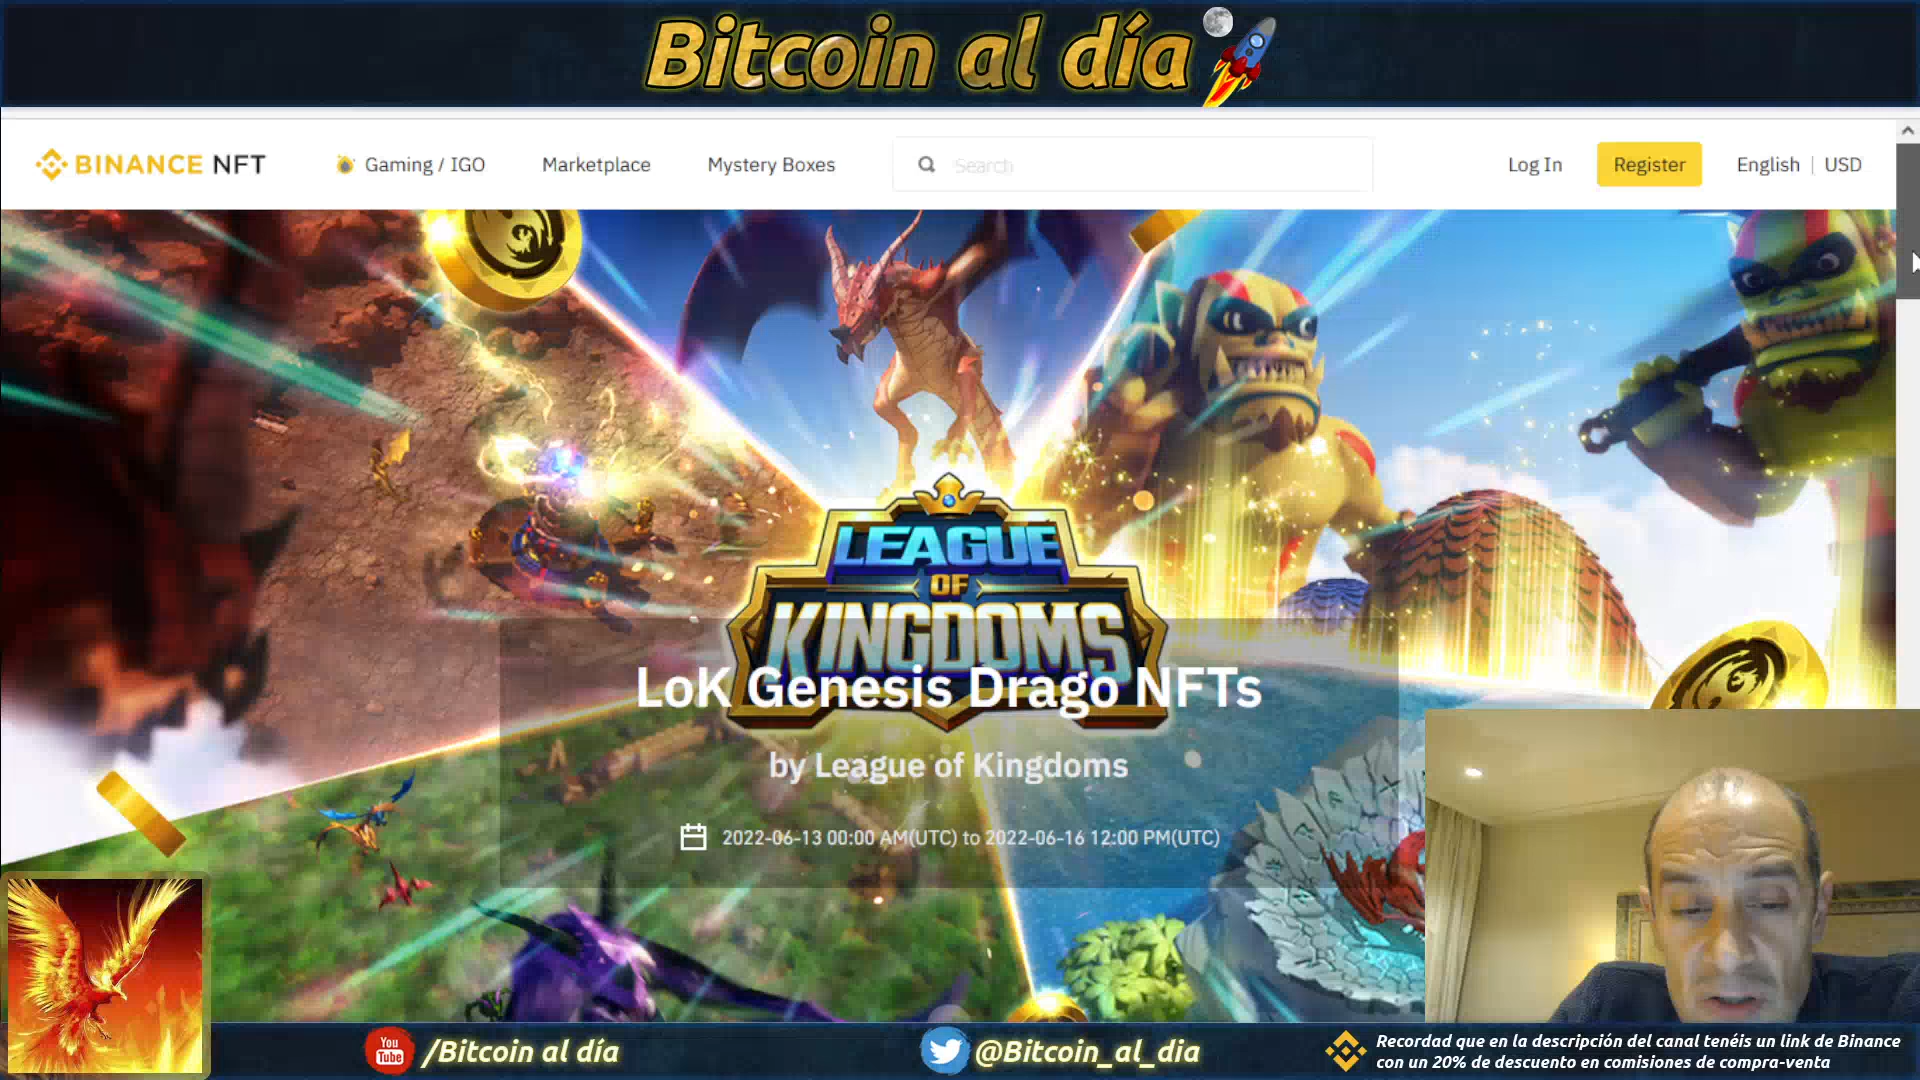 Bitcoin al día
BINANCE NFT
Gaming / IGO
Marketplace
Mystery Boxes
Search
Log In
Register
English | USD
LEAGUE
OF
KINGDOMS
LoK Genesis Drago NFTs
by League of Kingdoms
2022-06-13 00:00 AM(UTC) to 2022-06-16 12:00 PM(UTC)
You
Tube
/Bitcoin al día
@Bitcoin_al_dia
Recordad que en la descripción del canal tenéis un link de Binance
con un 20% de descuento en comisiones de compra-venta